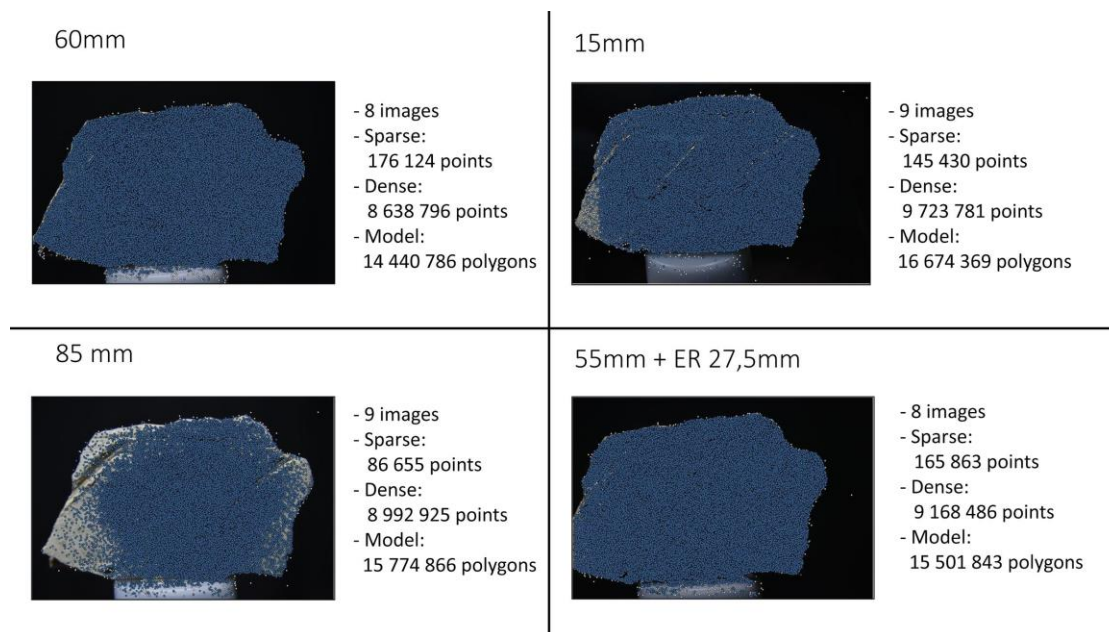 60mm
- 8 images
- Sparse:
176 124 points
- Dense:
8 638 796 points
- Model:
14 440 786 polygons
15mm
- 9 images
- Sparse:
145 430 points
- Dense:
9 723 781 points
- Model:
16 674 369 polygons
85 mm
- 9 images
- Sparse:
86 655 points
- Dense:
8 992 925 points
- Model:
15 774 866 polygons
55mm + ER 27,5mm
- 8 images
- Sparse:
165 863 points
- Dense:
9 168 486 points
- Model:
15 501 843 polygons